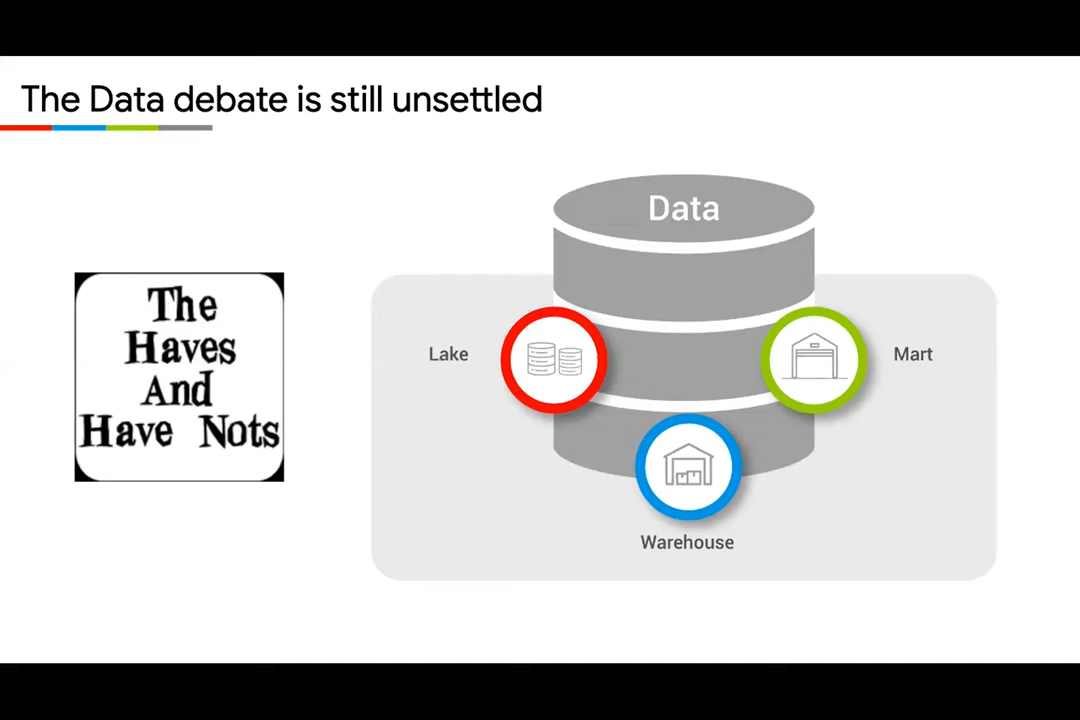 The Data debate is still unsettled
The
Haves
And
Have Nots
Data
Lake
Mart
Warehouse